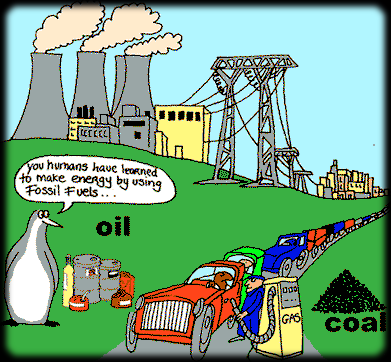 you humans have learned
to make energy by using
Fossil Fuels...
oil
GAS
coal